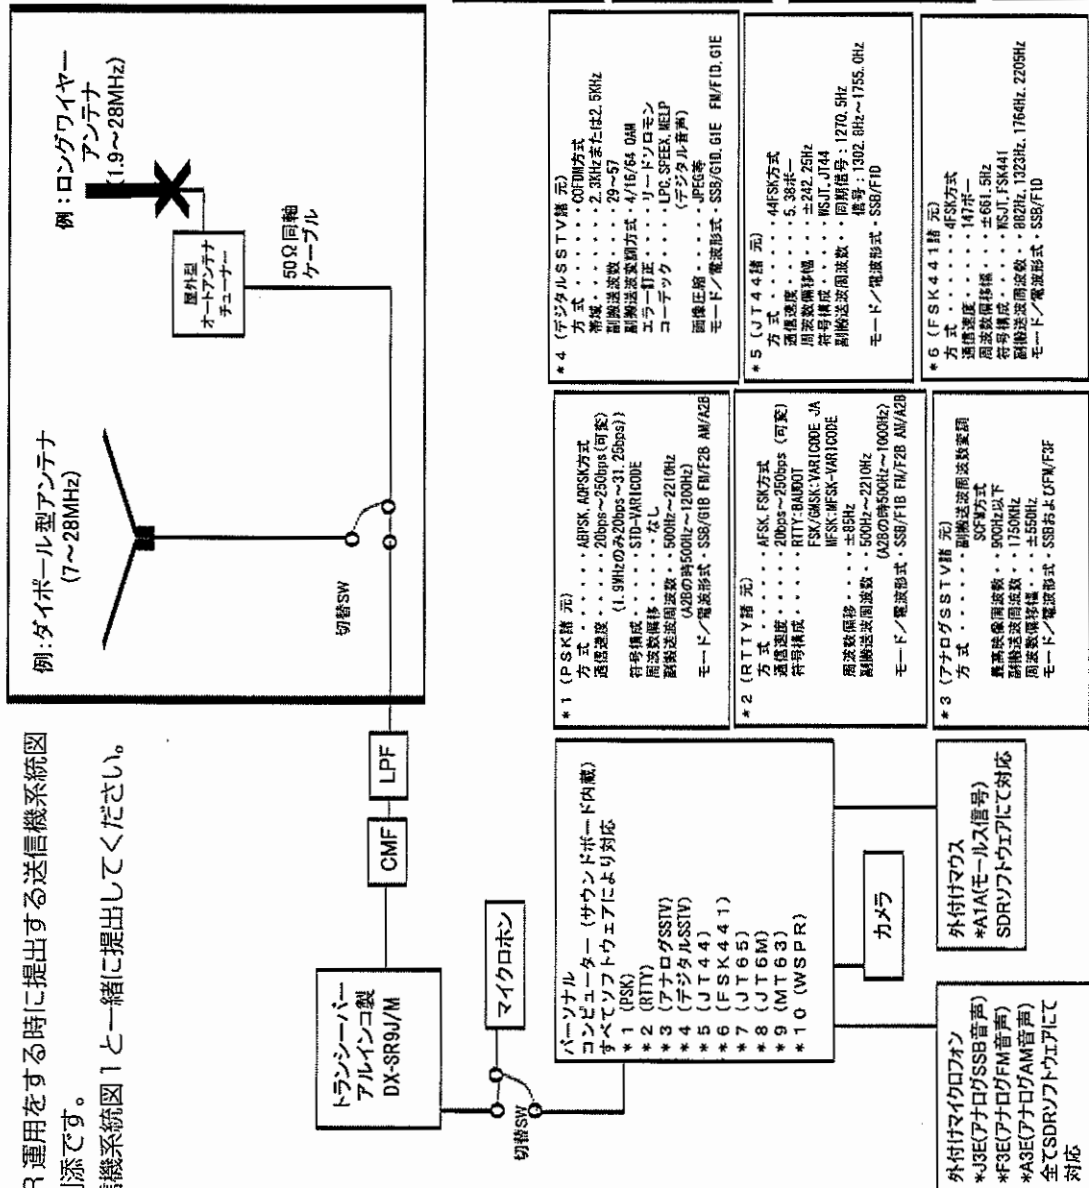 R 運用をする時に提出する送信機系統図
添です。
機系統図 1 と一緒に提出してください。
例:ダイポール型アンテナ
(7～28MHz)
例：ロングワイヤー
アンテナ
(1.9～28MHz)
屋外型
オートアンテナ
チューナー
50Ω 同軸
ケーブル
切替SW
LPF
CMF
トランシーバー
アルインコ製
DX-SR9J/M
マイクロホン
切替SW
パーソナル
コンピューター (サウンドボード内蔵)
すべてソフトウェアにより対応
*1 (PSK)
*2 (RTTY)
*3 (アナログSSTV)
*4 (デジタルSSTV)
*5 (JT44)
*6 (FSK441)
*7 (JT65)
*8 (JT6M)
*9 (MT63)
*10 (WSPR)
カメラ
外付けマイクロフォン
*J3E(アナログSSB音声)
*F3E(アナログFM音声)
*A3E(アナログAM音声)
全てSDRソフトウェアにて
対応
外付けマウス
*A1A(モールス信号)
SDRソフトウェアにて対応
*1 (PSK諸元)
方式・・・・・・ABPSK,AQPSK方式
通信速度・・・・・20bps～250bps(可変)
(1.9MHzのみ20bps～31.25bps))
符号構成・・・・・STD-VARICODE
周波数偏移・・・・なし
副搬送波周波数・・500Hz～2210Hz
(A2Bの時500Hz～1200Hz)
モード／電波形式・SSB/G1B FM/F2B AM/A2B
*2 (RTTY諸元)
方式・・・・・・AFSK,FSK方式
通信速度・・・・・20bps～250bps (可変)
符号構成・・・・・RTTY:BAUDOT
FSK/GMSK:VARICODE JA
MFSK:MFSK-VARICODE
周波数偏移・・・・±85Hz
副搬送波周波数・・500Hz～2210Hz
(A2Bの時500Hz～1000Hz)
モード／電波形式・SSB/F1B FM/F2B AM/A2B
*3 (アナログSSTV諸元)
方式・・・・・・副搬送波周波数変調
SCFM方式
最高映像周波数・・900Hz以下
副搬送波周波数・・1750KHz
周波数偏移幅・・・±550Hz
モード／電波形式・SSBおよびFM/F3F
*4 (デジタルSSTV諸元)
方式・・・・・・COFDM方式
帯域・・・・・・2.3KHzまたは2.5KHz
副搬送波数・・・・29～57
副搬送波変調方式・4/16/64 QAM
エラー訂正・・・・リードソロモン
コーデック・・・・LPC,SPEEX,MELP
(デジタル音声)
画像圧縮・・・・・JPEG等
モード／電波形式・SSB/G1D,G1E FM/F1D,G1E
*5 (JT44諸元)
方式・・・・・・44FSK方式
通信速度・・・・・5.38ボー
周波数偏移幅・・・±242.25Hz
符号構成・・・・・WSJT,JT44
副搬送波周波数・・同期信号：1270.5Hz
信号：1302.8Hz～1755.0Hz
モード／電波形式・SSB/F1D
*6 (FSK441諸元)
方式・・・・・・4FSK方式
通信速度・・・・・147ボー
周波数偏移幅・・・±661.5Hz
符号構成・・・・・WSJT,FSK441
副搬送波周波数・・882Hz,1323Hz,1764Hz,2205Hz
モード／電波形式・SSB/F1D